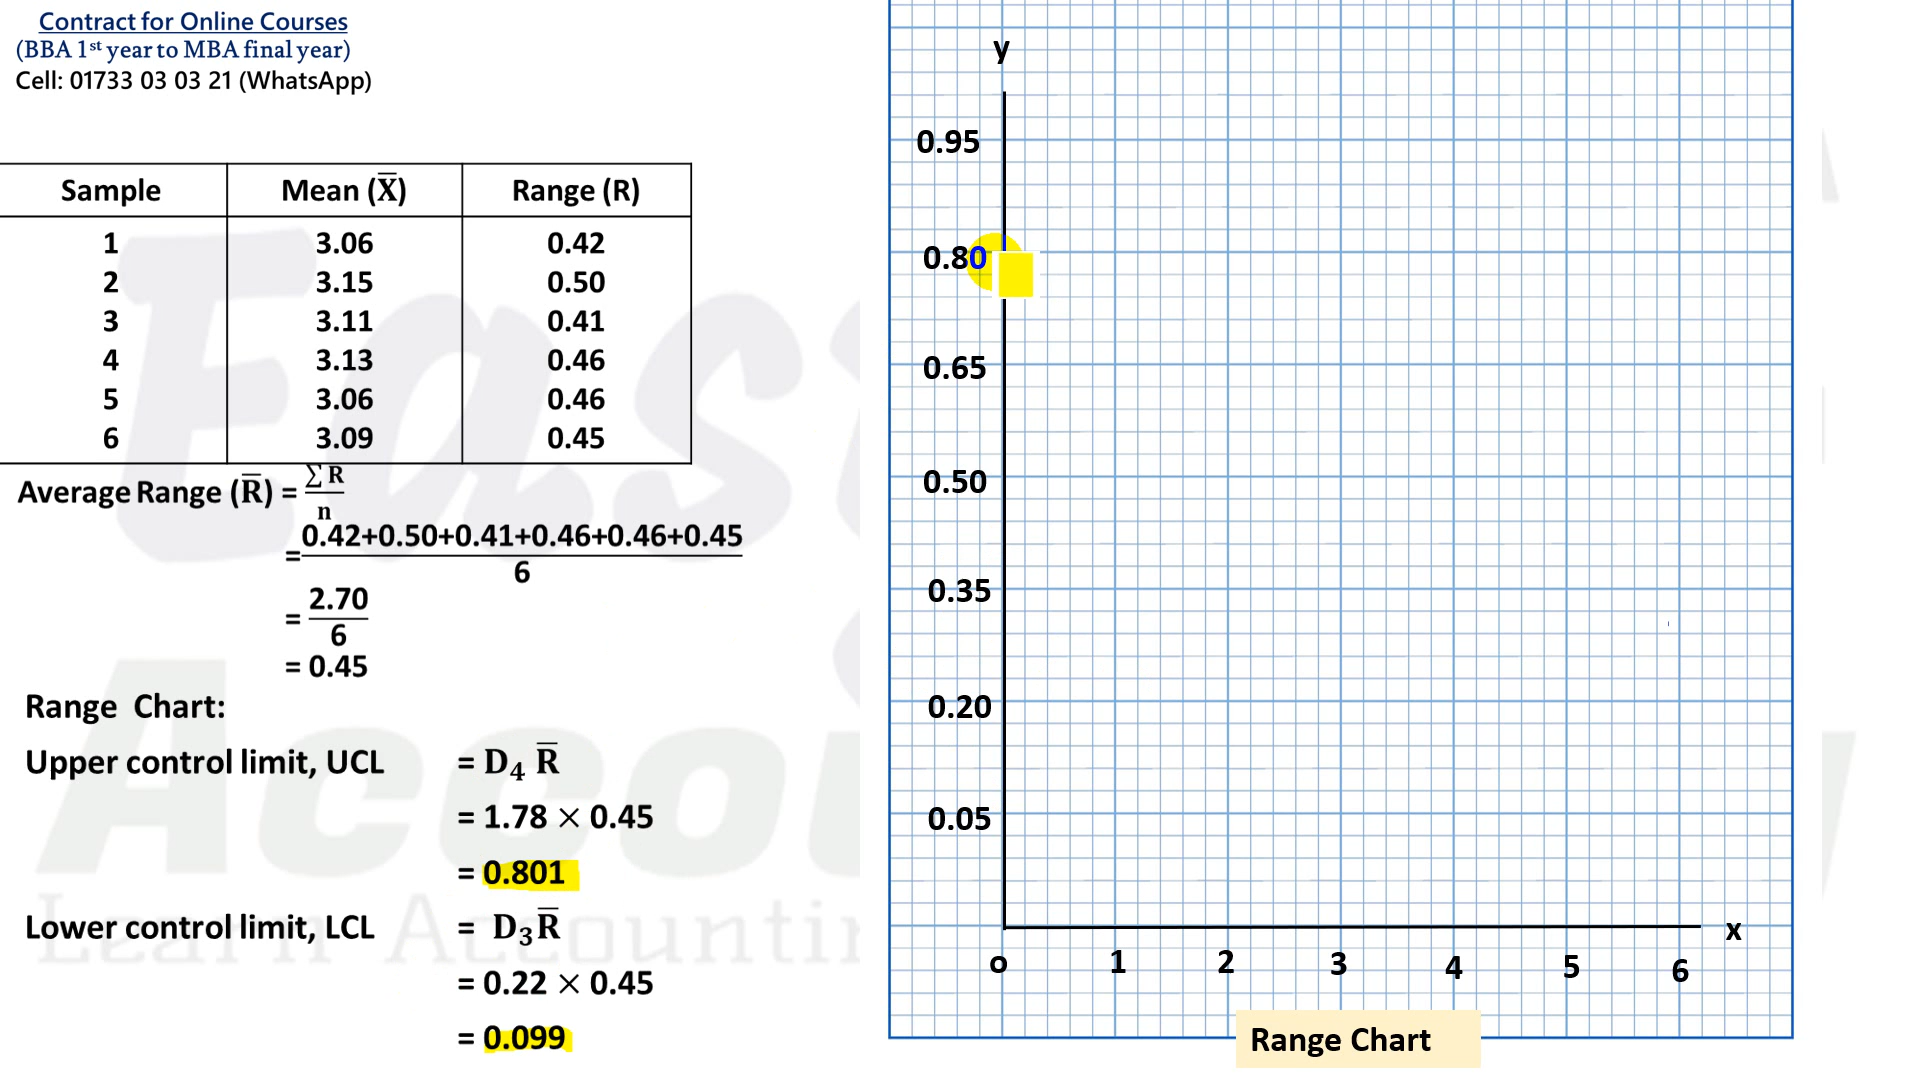 Contract for Online Courses
(BBA 1st year to MBA final year)
Cell: 01733 03 03 21 (WhatsApp)
Sample Mean (X̅) Range (R)
1 3.06 0.42
2 3.15 0.50
3 3.11 0.41
4 3.13 0.46
5 3.06 0.46
6 3.09 0.45
Average Range (R̅) = ∑ R / n
= 0.42+0.50+0.41+0.46+0.46+0.45 / 6
= 2.70 / 6
= 0.45
Range Chart:
Upper control limit, UCL = D₄ R̅
= 1.78 × 0.45
= 0.801
Lower control limit, LCL = D₃R̅
= 0.22 × 0.45
= 0.099
y
0.95
0.80
0.65
0.50
0.35
0.20
0.05
x
o 1 2 3 4 5 6
Range Chart
Learn Accountin